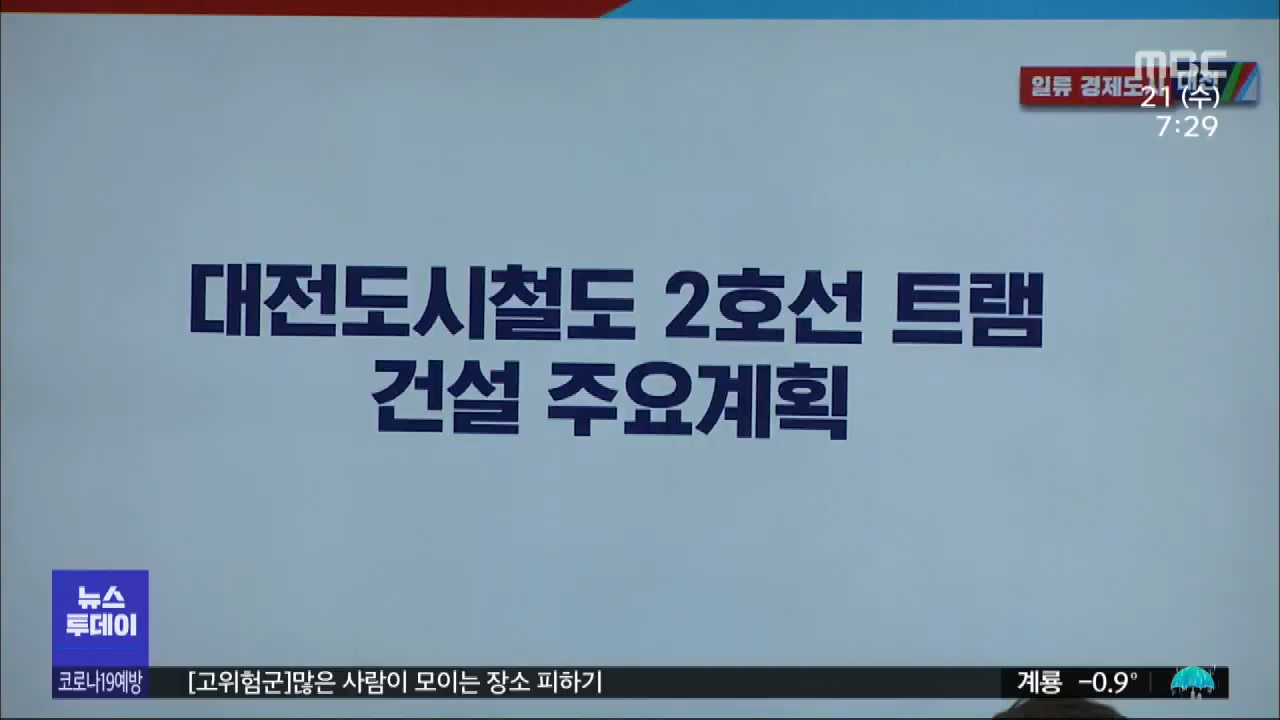 일류 경제도시 대전
MBC
21 (수)
7:29
대전도시철도 2호선 트램
건설 주요계획
뉴스
투데이
코로나19예방 [고위험군]많은 사람이 모이는 장소 피하기
계룡 -0.9°